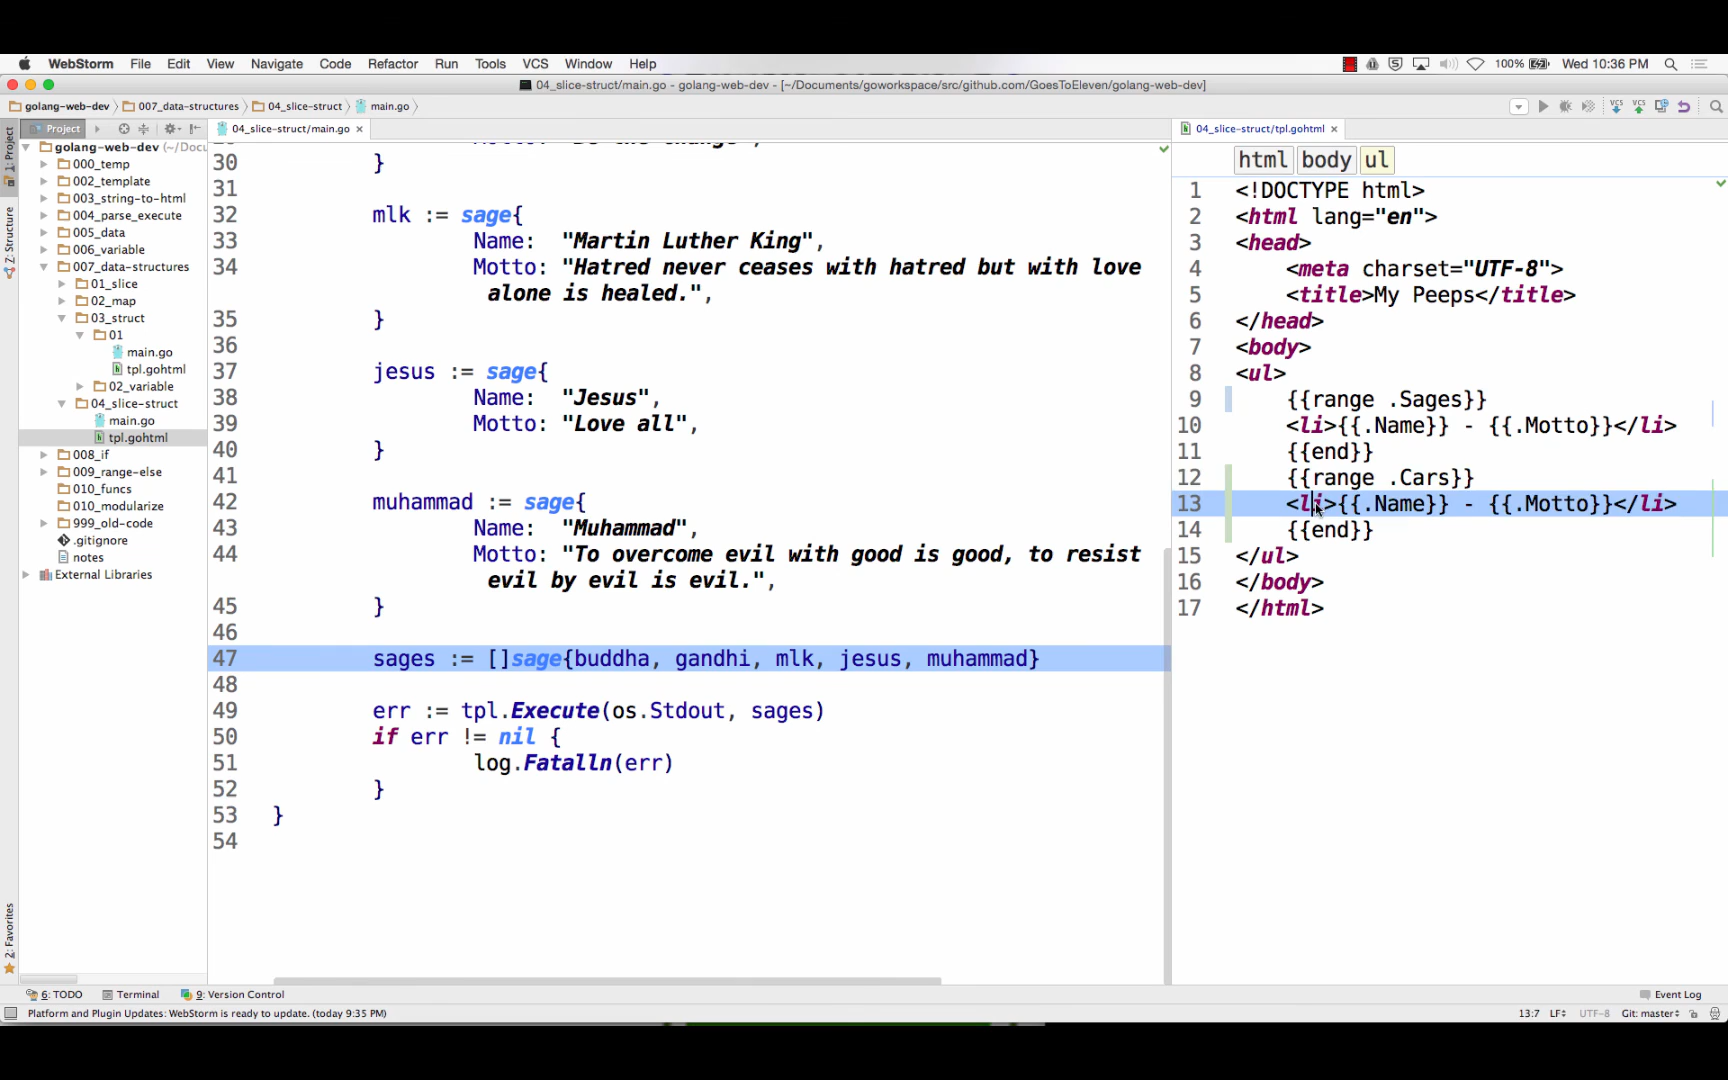 WebStorm File Edit View Navigate Code Refactor Run Tools VCS Window Help 100% Wed 10:36 PM
04_slice-struct/main.go - golang-web-dev - [~/Documents/goworkspace/src/github.com/GoesToEleven/golang-web-dev]
golang-web-dev 007_data-structures 04_slice-struct main.go
Project 04_slice-struct/main.go × 04_slice-struct/tpl.gohtml ×
1: Project
Z: Structure
2: Favorites
golang-web-dev (~/Docu
000_temp
002_template
003_string-to-html
004_parse_execute
005_data
006_variable
007_data-structures
01_slice
02_map
03_struct
01
main.go
tpl.gohtml
02_variable
04_slice-struct
main.go
tpl.gohtml
008_if
009_range-else
010_funcs
010_modularize
999_old-code
.gitignore
notes
External Libraries
30 }
31
32 mlk := sage{
33 Name: "Martin Luther King",
34 Motto: "Hatred never ceases with hatred but with love
alone is healed.",
35 }
36
37 jesus := sage{
38 Name: "Jesus",
39 Motto: "Love all",
40 }
41
42 muhammad := sage{
43 Name: "Muhammad",
44 Motto: "To overcome evil with good is good, to resist
evil by evil is evil.",
45 }
46
47 sages := []sage{buddha, gandhi, mlk, jesus, muhammad}
48
49 err := tpl.Execute(os.Stdout, sages)
50 if err != nil {
51 log.Fatalln(err)
52 }
53 }
54
html body ul
1 <!DOCTYPE html>
2 <html lang="en">
3 <head>
4 <meta charset="UTF-8">
5 <title>My Peeps</title>
6 </head>
7 <body>
8 <ul>
9 {{range .Sages}}
10 <li>{{.Name}} - {{.Motto}}</li>
11 {{end}}
12 {{range .Cars}}
13 <li>{{.Name}} - {{.Motto}}</li>
14 {{end}}
15 </ul>
16 </body>
17 </html>
6: TODO Terminal 9: Version Control Event Log
Platform and Plugin Updates: WebStorm is ready to update. (today 9:35 PM) 13:7 LF UTF-8 Git: master